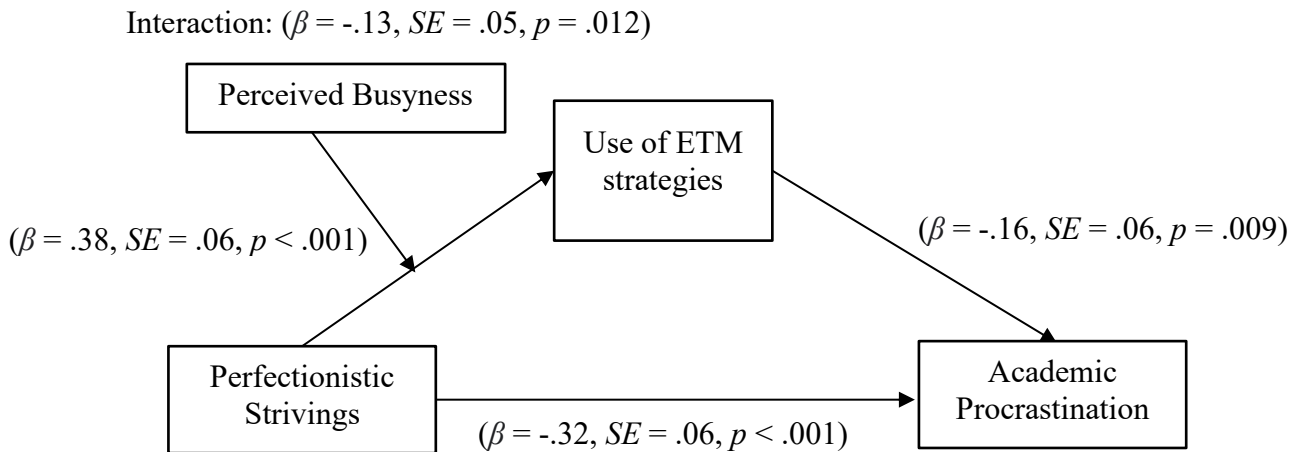 Interaction: (β = -.13, SE = .05, p = .012)
Perceived Busyness
Use of ETM
strategies
(β = .38, SE = .06, p < .001)
(β = -.16, SE = .06, p = .009)
Perfectionistic
Strivings
Academic
Procrastination
(β = -.32, SE = .06, p < .001)